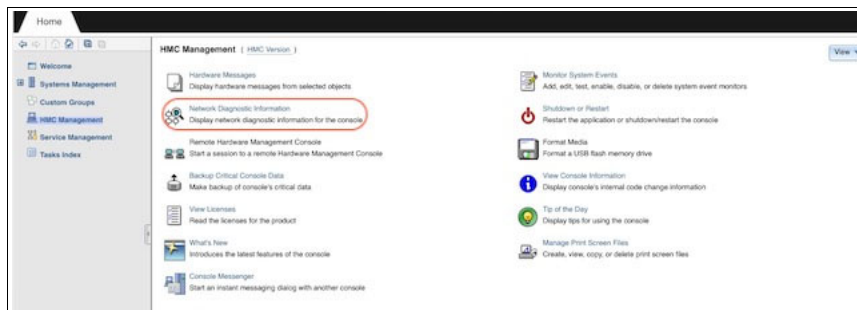 Home
HMC Management ( HMC Version )
View
Welcome
Systems Management
Custom Groups
HMC Management
Service Management
Tasks Index
Hardware Messages
Display hardware messages from selected objects
Network Diagnostic Information
Display network diagnostic information for the console.
Remote Hardware Management Console
Start a session to a remote Hardware Management Console
Backup Critical Console Data
Make backup of console's critical data
View Licenses
Read the licenses for the product
What's New
Introduces the latest features of the console
Console Messenger
Start an instant messaging dialog with another console
Monitor System Events
Add, edit, test, enable, disable, or delete system event monitors
Shutdown or Restart
Restart the application or shutdown/restart the console
Format Media
Format a USB flash memory drive
View Console Information
Display console's internal code change information
Tip of the Day
Display tips for using the console
Manage Print Screen Files
Create, view, copy, or delete print screen files